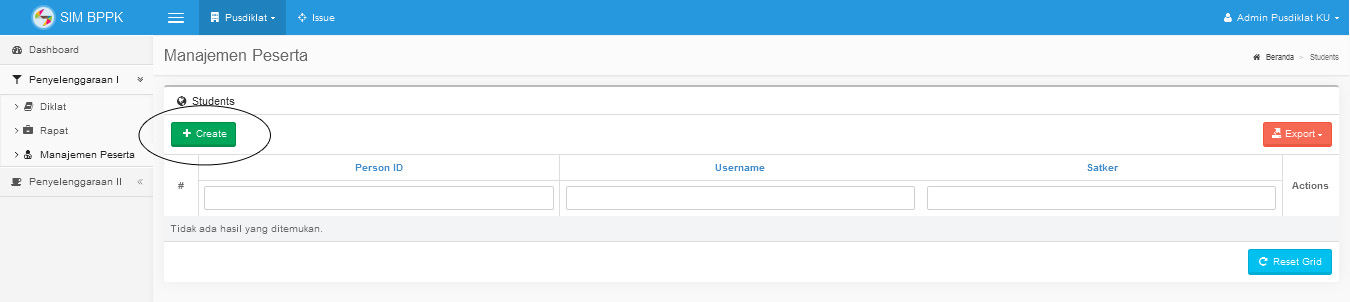 SIM BPPK Pusdiklat Issue Admin Pusdiklat KU
Dashboard
Manajemen Peserta
Beranda > Students
Penyelenggaraan I
Diklat
Rapat
Manajemen Peserta
Penyelenggaraan II
Students
+ Create Export
# Person ID Username Satker Actions
Tidak ada hasil yang ditemukan.
Reset Grid